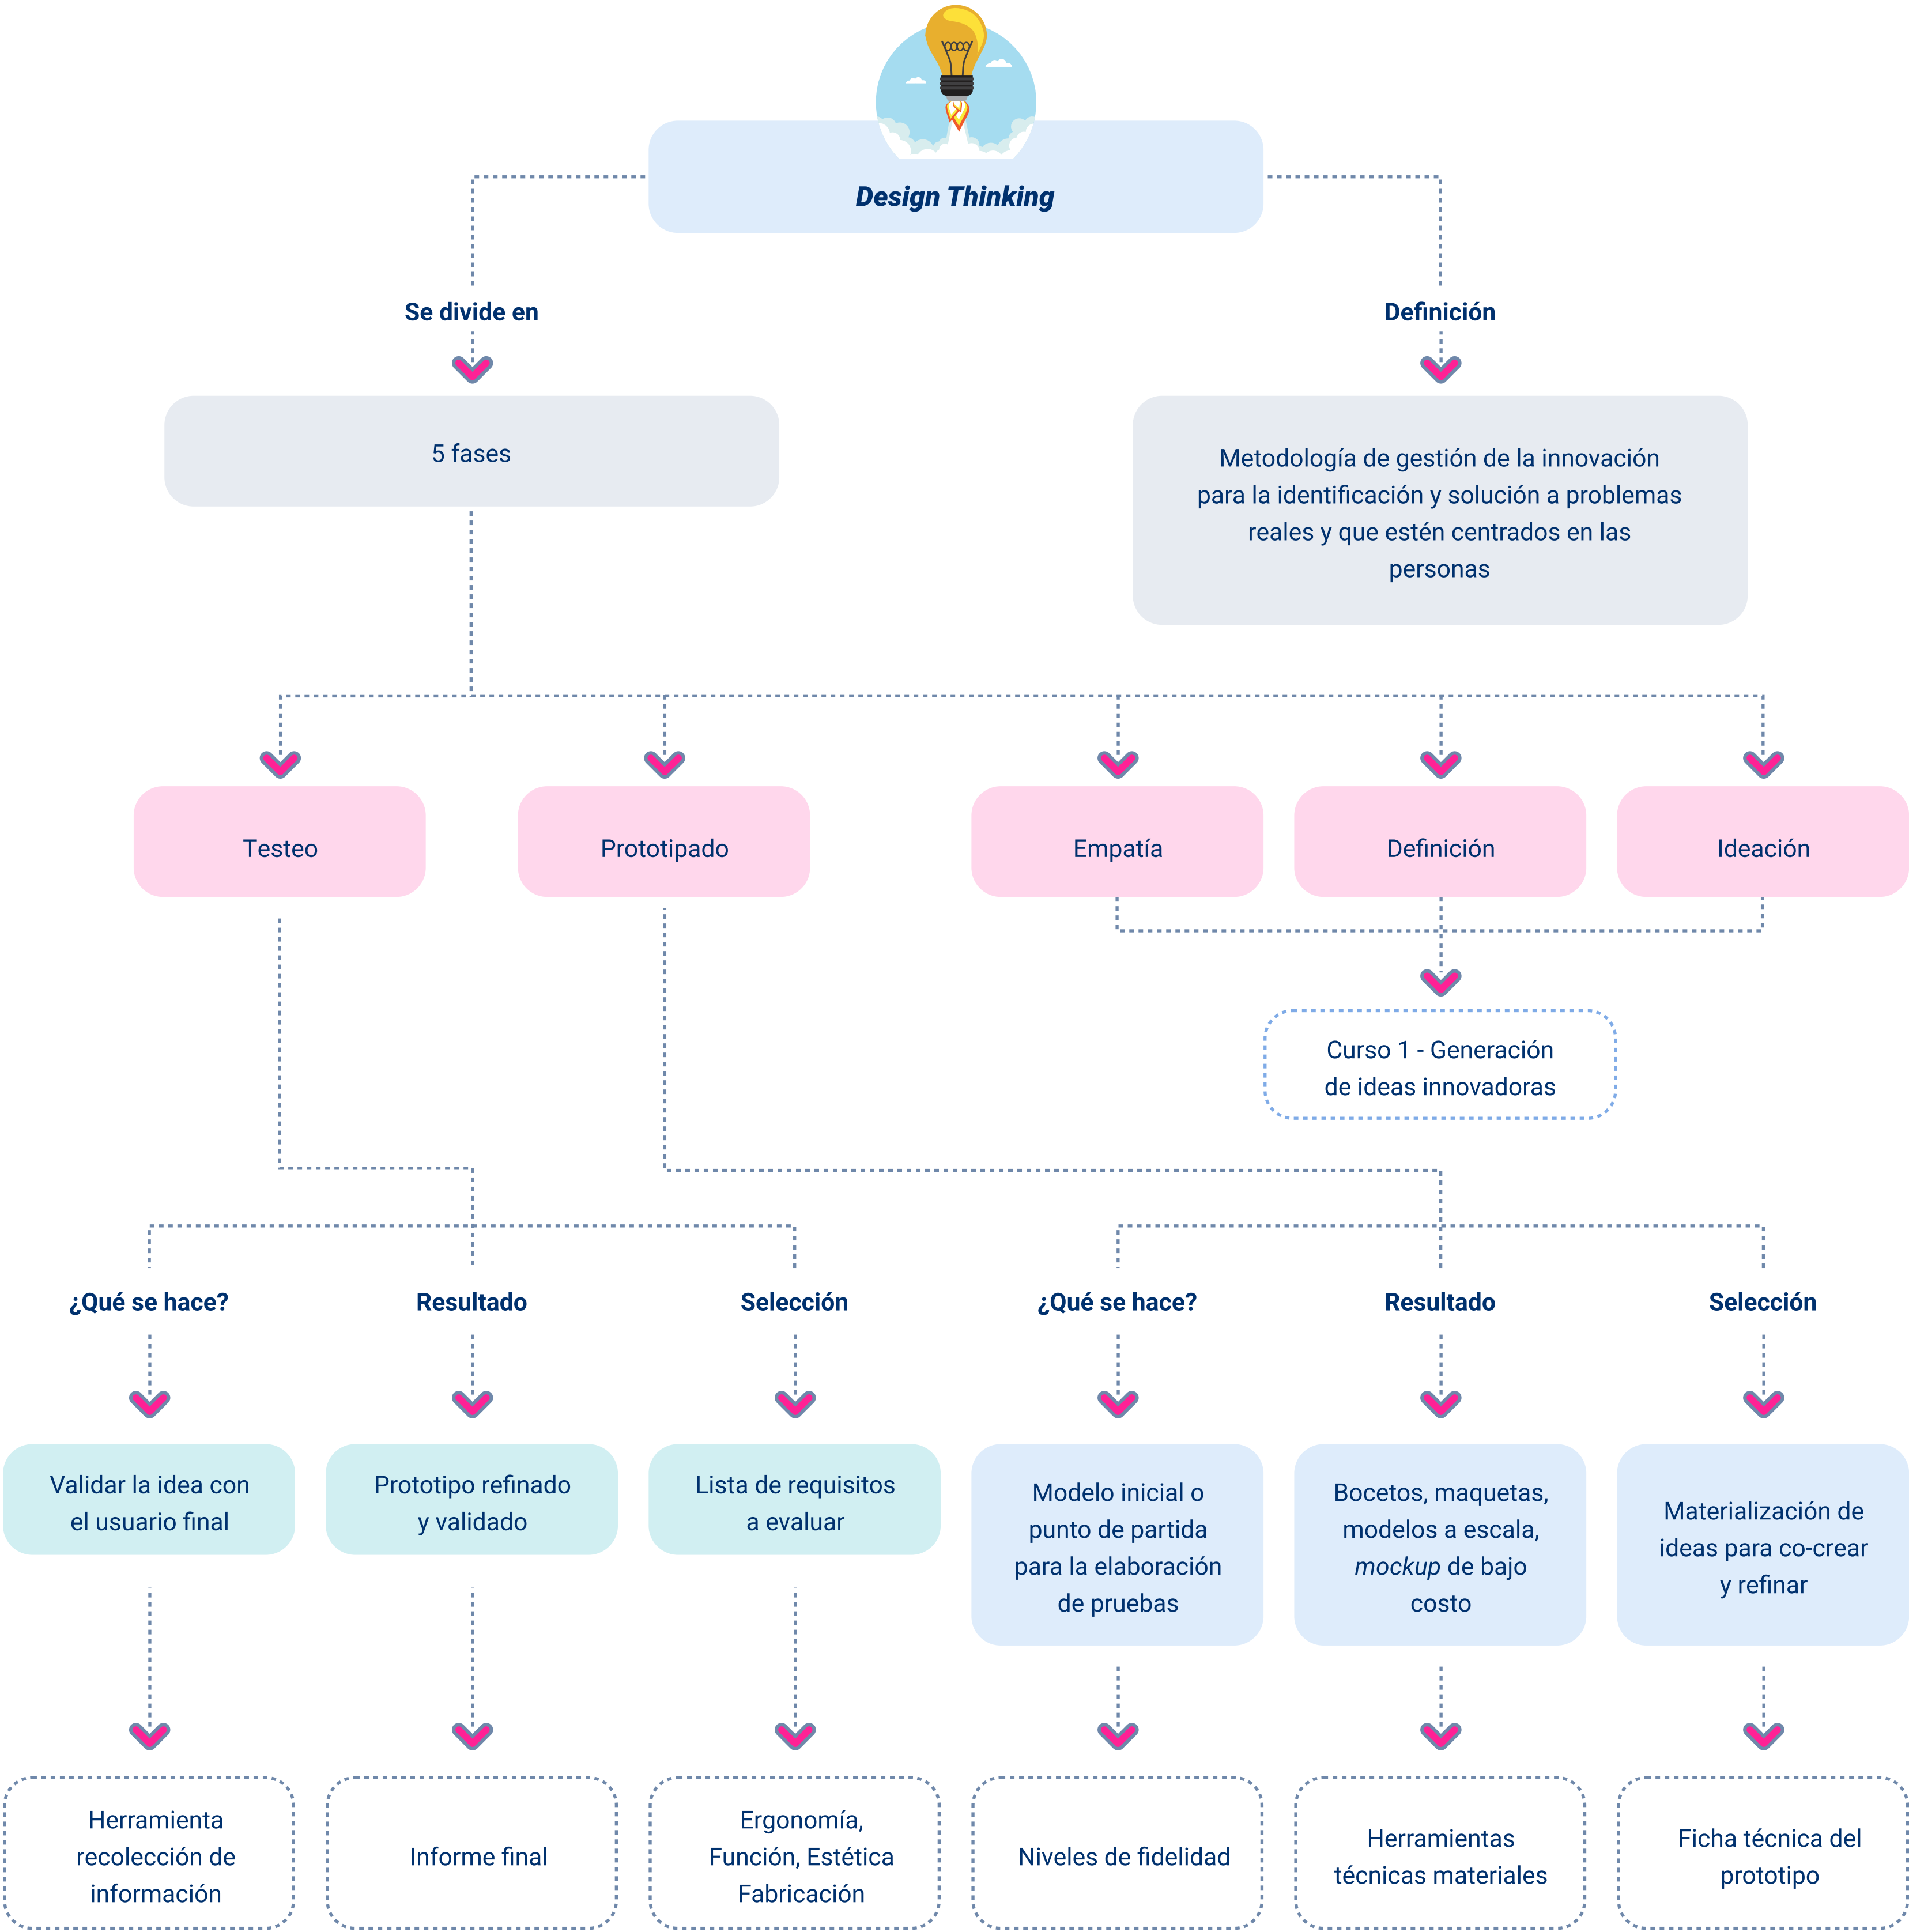 Design Thinking
Se divide en
Definición
5 fases
Metodología de gestión de la innovación
para la identificación y solución a problemas
reales y que estén centrados en las
personas
Testeo
Prototipado
Empatía
Definición
Ideación
Curso 1 - Generación
de ideas innovadoras
¿Qué se hace?
Resultado
Selección
¿Qué se hace?
Resultado
Selección
Validar la idea con
el usuario final
Prototipo refinado
y validado
Lista de requisitos
a evaluar
Modelo inicial o
punto de partida
para la elaboración
de pruebas
Bocetos, maquetas,
modelos a escala,
mockup de bajo
costo
Materialización de
ideas para co-crear
y refinar
Herramienta
recolección de
información
Informe final
Ergonomía,
Función, Estética
Fabricación
Niveles de fidelidad
Herramientas
técnicas materiales
Ficha técnica del
prototipo